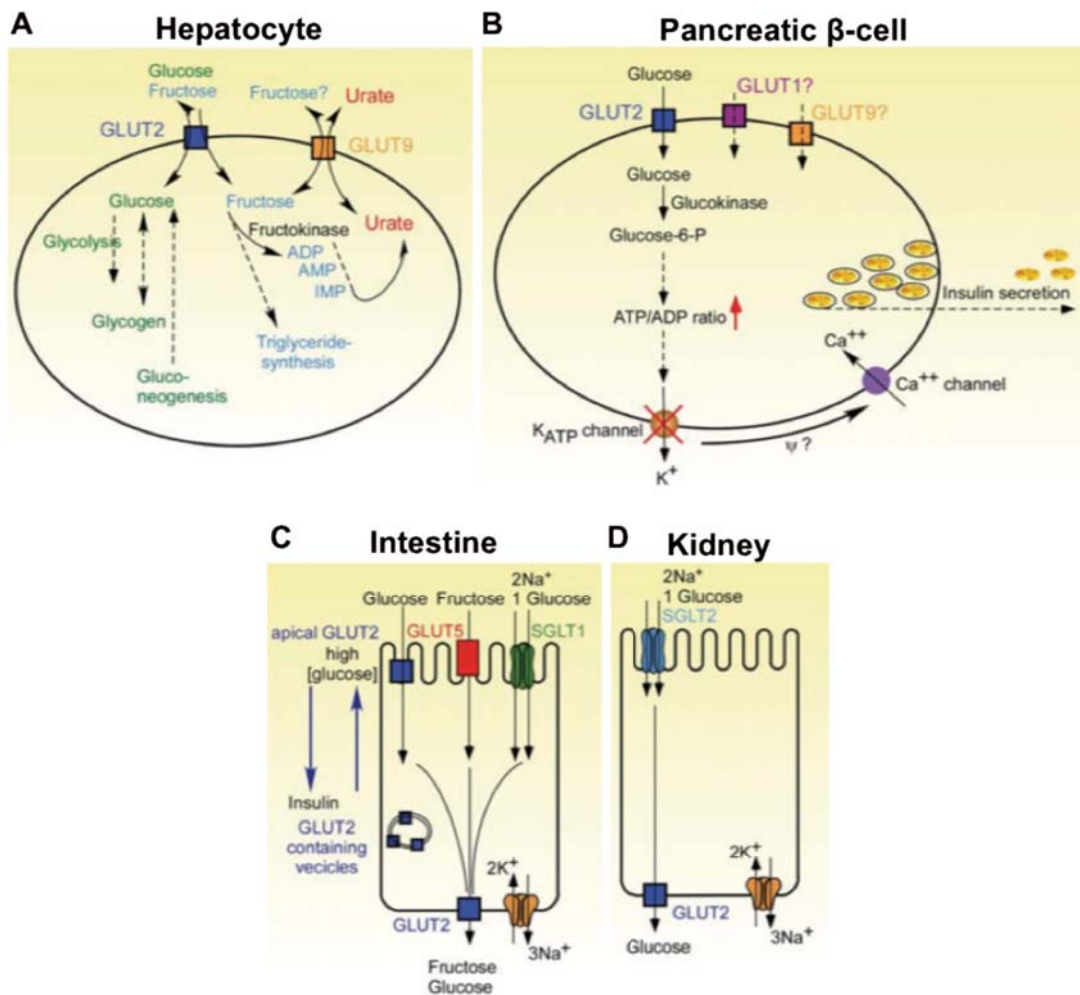 A
Hepatocyte
Glucose
Fructose
Fructose?
Urate
GLUT2
GLUT9
Glucose
Fructose
Urate
Glycolysis
Fructokinase
ADP
AMP
IMP
Glycogen
Triglyceride-
synthesis
Gluco-
neogenesis
B
Pancreatic β-cell
Glucose
GLUT1?
GLUT2
GLUT9?
Glucose
Glucokinase
Glucose-6-P
ATP/ADP ratio
Insulin secretion
Ca++
Ca++ channel
KATP channel
ψ ?
K+
C
Intestine
Glucose
Fructose
2Na+
1 Glucose
apical GLUT2
GLUT5
SGLT1
high
[glucose]
Insulin
GLUT2
containing
vecicles
2K+
GLUT2
3Na+
Fructose
Glucose
D
Kidney
2Na+
1 Glucose
SGLT2
2K+
GLUT2
3Na+
Glucose